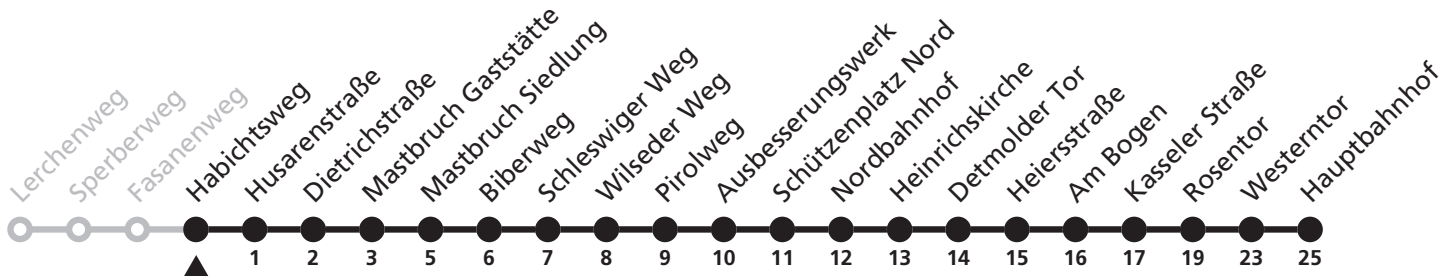 Lerchenweg
Sperberweg
Fasanenweg
Habichtsweg
Husarenstraße
Dietrichstraße
Mastbruch Gaststätte
Mastbruch Siedlung
Biberweg
Schleswiger Weg
Wilseder Weg
Pirolweg
Ausbesserungswerk
Schützenplatz Nord
Nordbahnhof
Heinrichskirche
Detmolder Tor
Heiersstraße
Am Bogen
Kasseler Straße
Rosentor
Westerntor
Hauptbahnhof
1 2 3 5 6 7 8 9 10 11 12 13 14 15 16 17 19 23 25